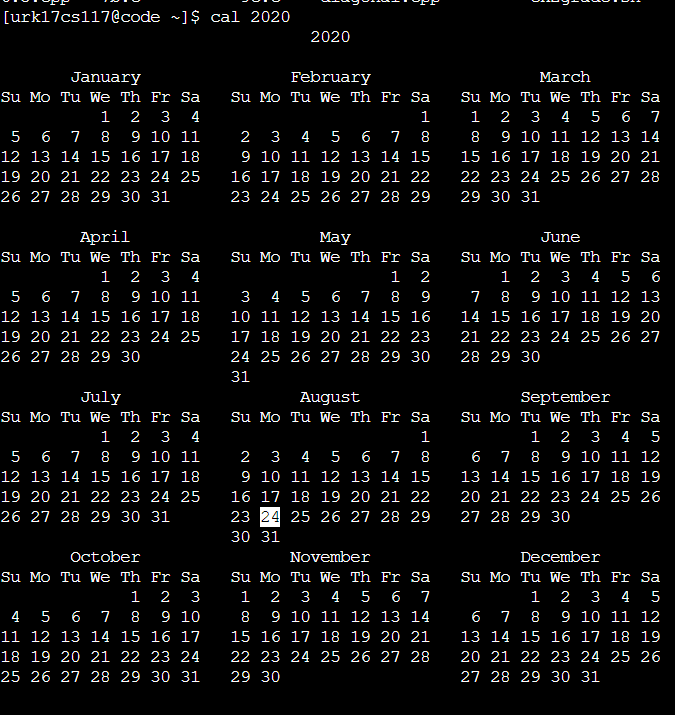 [urk17cs117@code ~]$ cal 2020
2020
January February March
Su Mo Tu We Th Fr Sa Su Mo Tu We Th Fr Sa Su Mo Tu We Th Fr Sa
1 2 3 4 1 1 2 3 4 5 6 7
5 6 7 8 9 10 11 2 3 4 5 6 7 8 8 9 10 11 12 13 14
12 13 14 15 16 17 18 9 10 11 12 13 14 15 15 16 17 18 19 20 21
19 20 21 22 23 24 25 16 17 18 19 20 21 22 22 23 24 25 26 27 28
26 27 28 29 30 31 23 24 25 26 27 28 29 29 30 31
April May June
Su Mo Tu We Th Fr Sa Su Mo Tu We Th Fr Sa Su Mo Tu We Th Fr Sa
1 2 3 4 1 2 1 2 3 4 5 6
5 6 7 8 9 10 11 3 4 5 6 7 8 9 7 8 9 10 11 12 13
12 13 14 15 16 17 18 10 11 12 13 14 15 16 14 15 16 17 18 19 20
19 20 21 22 23 24 25 17 18 19 20 21 22 23 21 22 23 24 25 26 27
26 27 28 29 30 24 25 26 27 28 29 30 28 29 30
31
July August September
Su Mo Tu We Th Fr Sa Su Mo Tu We Th Fr Sa Su Mo Tu We Th Fr Sa
1 2 3 4 1 1 2 3 4 5
5 6 7 8 9 10 11 2 3 4 5 6 7 8 6 7 8 9 10 11 12
12 13 14 15 16 17 18 9 10 11 12 13 14 15 13 14 15 16 17 18 19
19 20 21 22 23 24 25 16 17 18 19 20 21 22 20 21 22 23 24 25 26
26 27 28 29 30 31 23 24 25 26 27 28 29 27 28 29 30
30 31
October November December
Su Mo Tu We Th Fr Sa Su Mo Tu We Th Fr Sa Su Mo Tu We Th Fr Sa
1 2 3 1 2 3 4 5 6 7 1 2 3 4 5
4 5 6 7 8 9 10 8 9 10 11 12 13 14 6 7 8 9 10 11 12
11 12 13 14 15 16 17 15 16 17 18 19 20 21 13 14 15 16 17 18 19
18 19 20 21 22 23 24 22 23 24 25 26 27 28 20 21 22 23 24 25 26
25 26 27 28 29 30 31 29 30 27 28 29 30 31